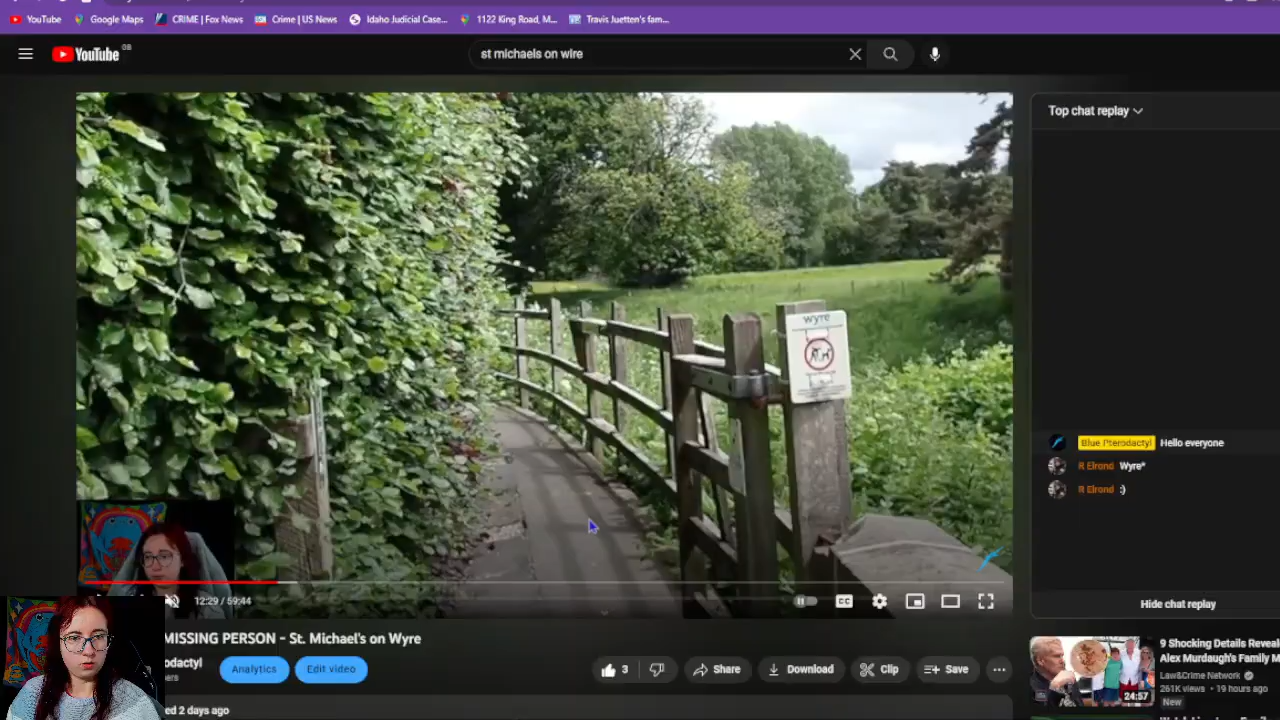 YouTube
Google Maps
CRIME | Fox News
Crime | US News
Idaho Judicial Case...
1122 King Road, M...
Travis Juetten's fam...
YouTube GB
st michaels on wire
Top chat replay
wyre
Blue Pterodactyl Hello everyone
R Elrond Wyre*
R Elrond :)
12:29 / 59:44
CC
Hide chat replay
MISSING PERSON - St. Michael's on Wyre
rodactyl
Analytics
Edit video
3
Share
Download
Clip
Save
ed 2 days ago
9 Shocking Details Reveal
Alex Murdaugh's Family M
Law&Crime Network
261K views • 19 hours ago
New
24:57